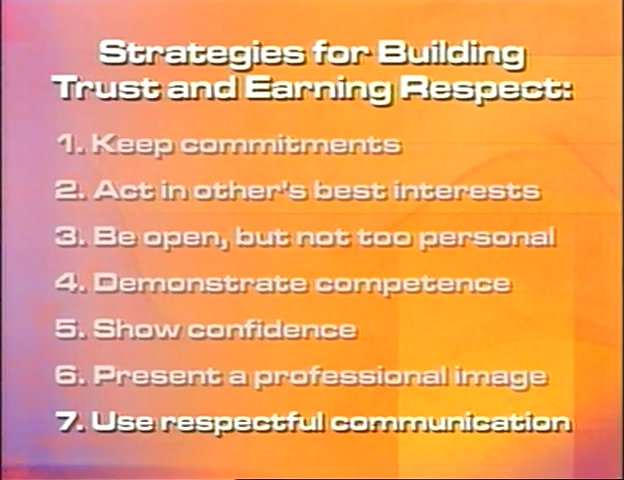 Strategies for Building
Trust and Earning Respect:
1. Keep commitments
2. Act in other's best interests
3. Be open, but not too personal
4. Demonstrate competence
5. Show confidence
6. Present a professional image
7. Use respectful communication